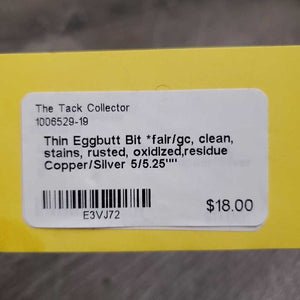 The Tack Collector
1006529-19
Thin Eggbutt Bit *fair/gc, clean,
stains, rusted, oxidized,residue
Copper/Silver 5/5.25""
E3VJ72
$18.00